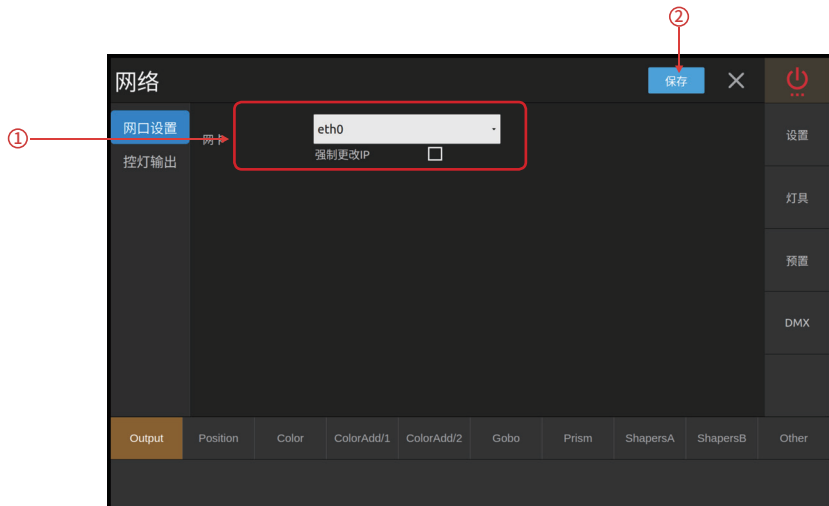 ②
网络
保存
①
网口设置
网卡
eth0
设置
强制更改IP
控灯输出
灯具
预置
DMX
Output Position Color ColorAdd/1 ColorAdd/2 Gobo Prism ShapersA ShapersB Other